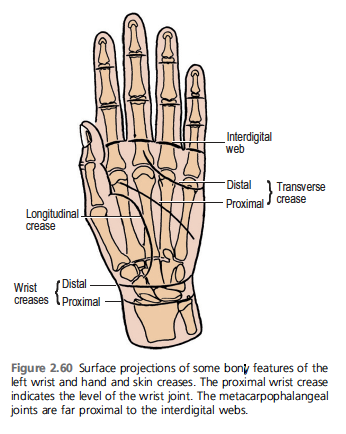 Interdigital
web
Distal
Proximal
Transverse
crease
Longitudinal
crease
Wrist
creases
Distal
Proximal
Figure 2.60 Surface projections of some bony features of the
left wrist and hand and skin creases. The proximal wrist crease
indicates the level of the wrist joint. The metacarpophalangeal
joints are far proximal to the interdigital webs.